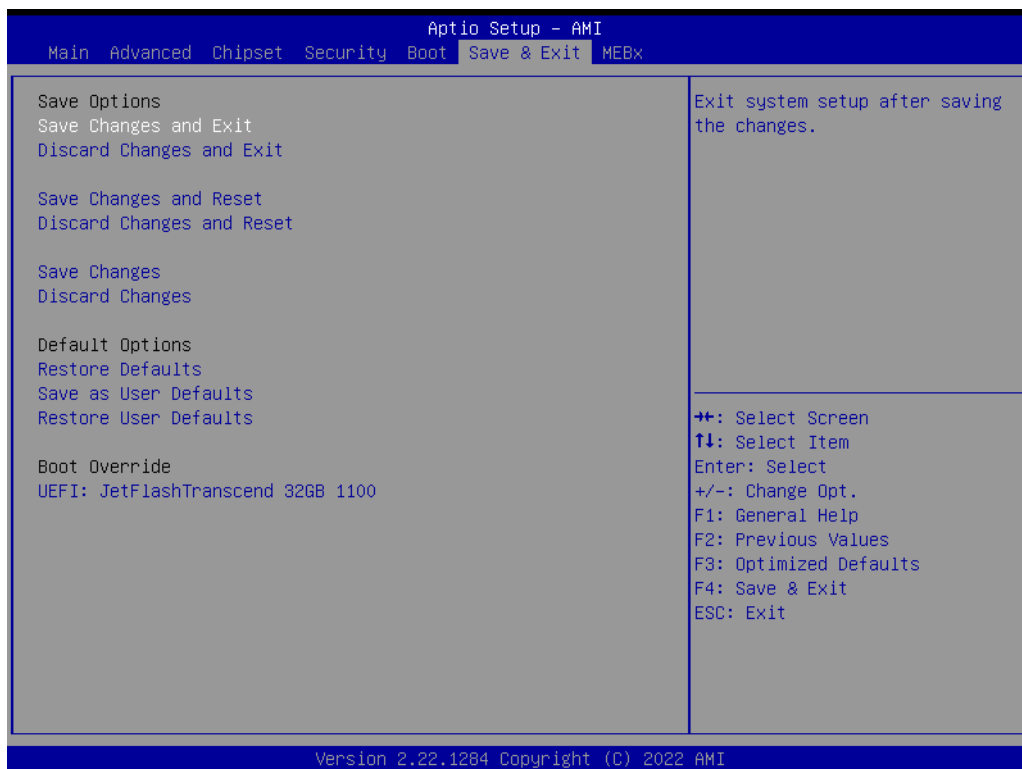 Aptio Setup – AMI
Main Advanced Chipset Security Boot Save & Exit MEBx
Save Options
Save Changes and Exit
Discard Changes and Exit
Save Changes and Reset
Discard Changes and Reset
Save Changes
Discard Changes
Default Options
Restore Defaults
Save as User Defaults
Restore User Defaults
Boot Override
UEFI: JetFlashTranscend 32GB 1100
Exit system setup after saving
the changes.
→←: Select Screen
↑↓: Select Item
Enter: Select
+/-: Change Opt.
F1: General Help
F2: Previous Values
F3: Optimized Defaults
F4: Save & Exit
ESC: Exit
Version 2.22.1284 Copyright (C) 2022 AMI